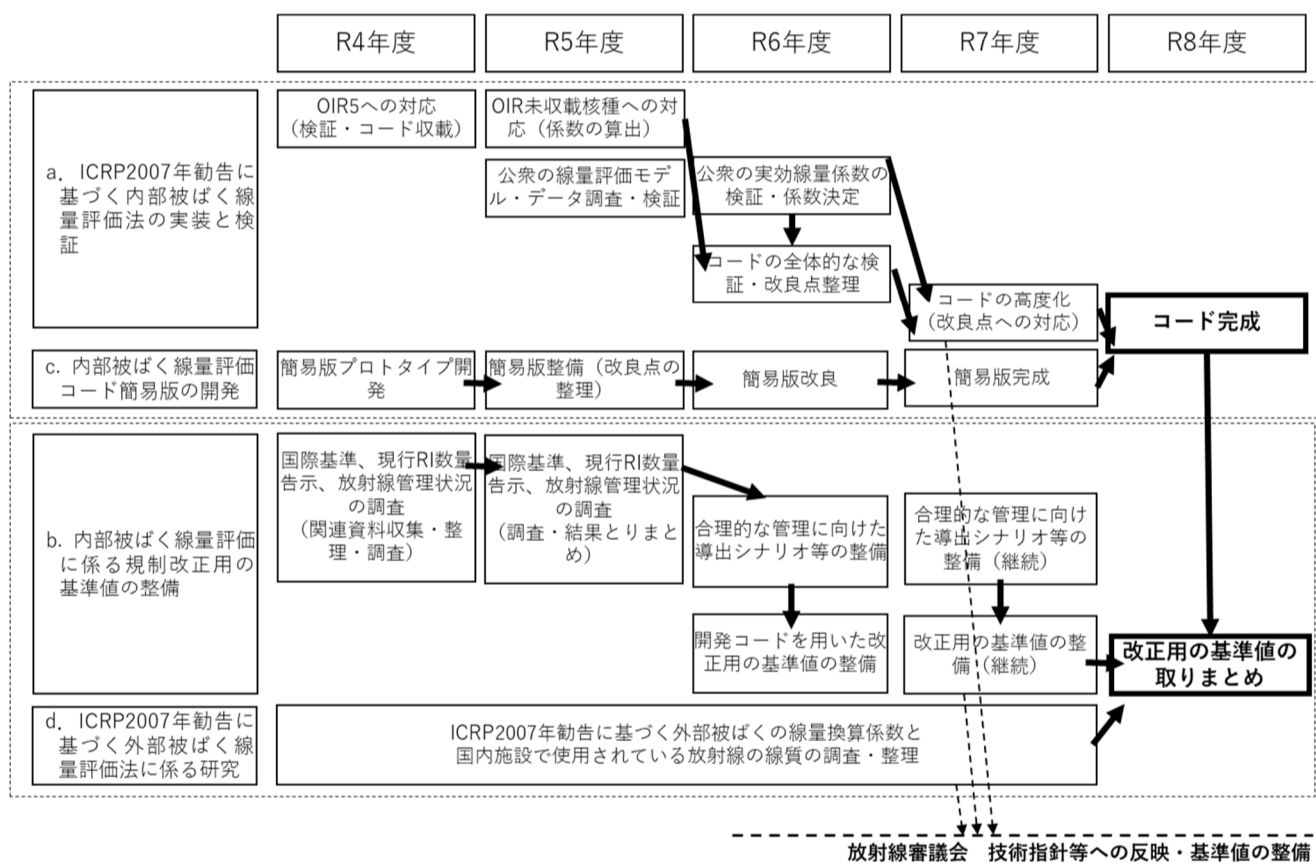 R4年度
R5年度
R6年度
R7年度
R8年度
a. ICRP2007年勧告に
基づく内部被ばく線
量評価法の実装と検
証
OIR5への対応
（検証・コード収載）
OIR未収載核種への対
応（係数の算出）
公衆の線量評価モデ
ル・データ調査・検証
公衆の実効線量係数の
検証・係数決定
コードの全体的な検
証・改良点整理
コードの高度化
（改良点への対応）
コード完成
c. 内部被ばく線量評価
コード簡易版の開発
簡易版プロトタイプ開
発
簡易版整備（改良点の
整理）
簡易版改良
簡易版完成
b. 内部被ばく線量評価
に係る規制改正用の
基準値の整備
国際基準、現行RI数量
告示、放射線管理状況
の調査
（関連資料収集・整
理・調査）
国際基準、現行RI数量
告示、放射線管理状況
の調査
（調査・結果とりまと
め）
合理的な管理に向けた
導出シナリオ等の整備
合理的な管理に向け
た導出シナリオ等の
整備（継続）
開発コードを用いた改
正用の基準値の整備
改正用の基準値の整
備（継続）
改正用の基準値の
取りまとめ
d. ICRP2007年勧告に
基づく外部被ばく線
量評価法に係る研究
ICRP2007年勧告に基づく外部被ばくの線量換算係数と
国内施設で使用されている放射線の線質の調査・整理
放射線審議会　技術指針等への反映・基準値の整備